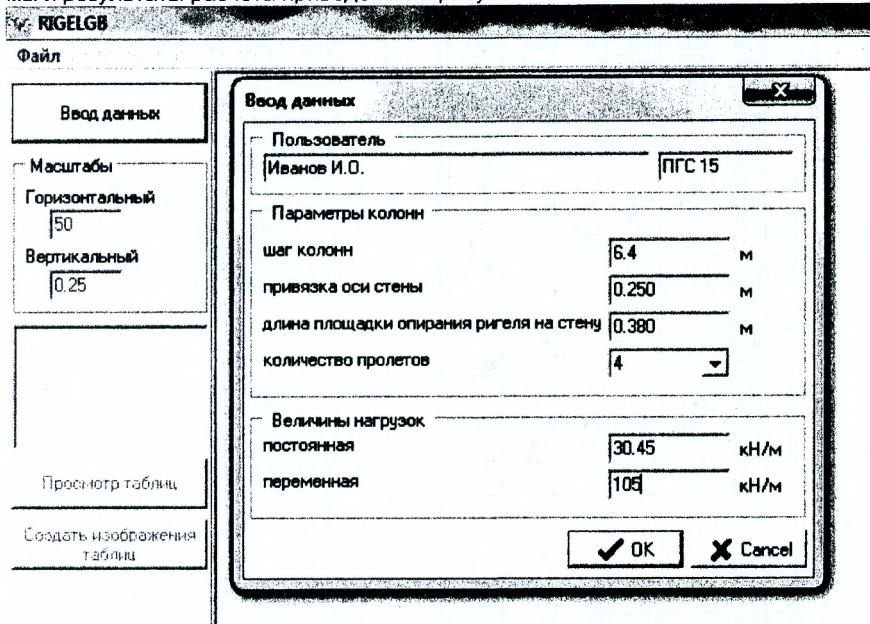 RIGELGB
Файл
Ввод данных
Масштабы
Горизонтальный
50
Вертикальный
0.25
Просмотр таблиц
Создать изображения
таблиц
Ввод данных
Пользователь
Иванов И.О. ПГС 15
Параметры колонн
шаг колонн 6.4 м
привязка оси стены 0.250 м
длина площадки опирания ригеля на стену 0.380 м
количество пролетов 4
Величины нагрузок
постоянная 30.45 кН/м
переменная 105 кН/м
OK Cancel